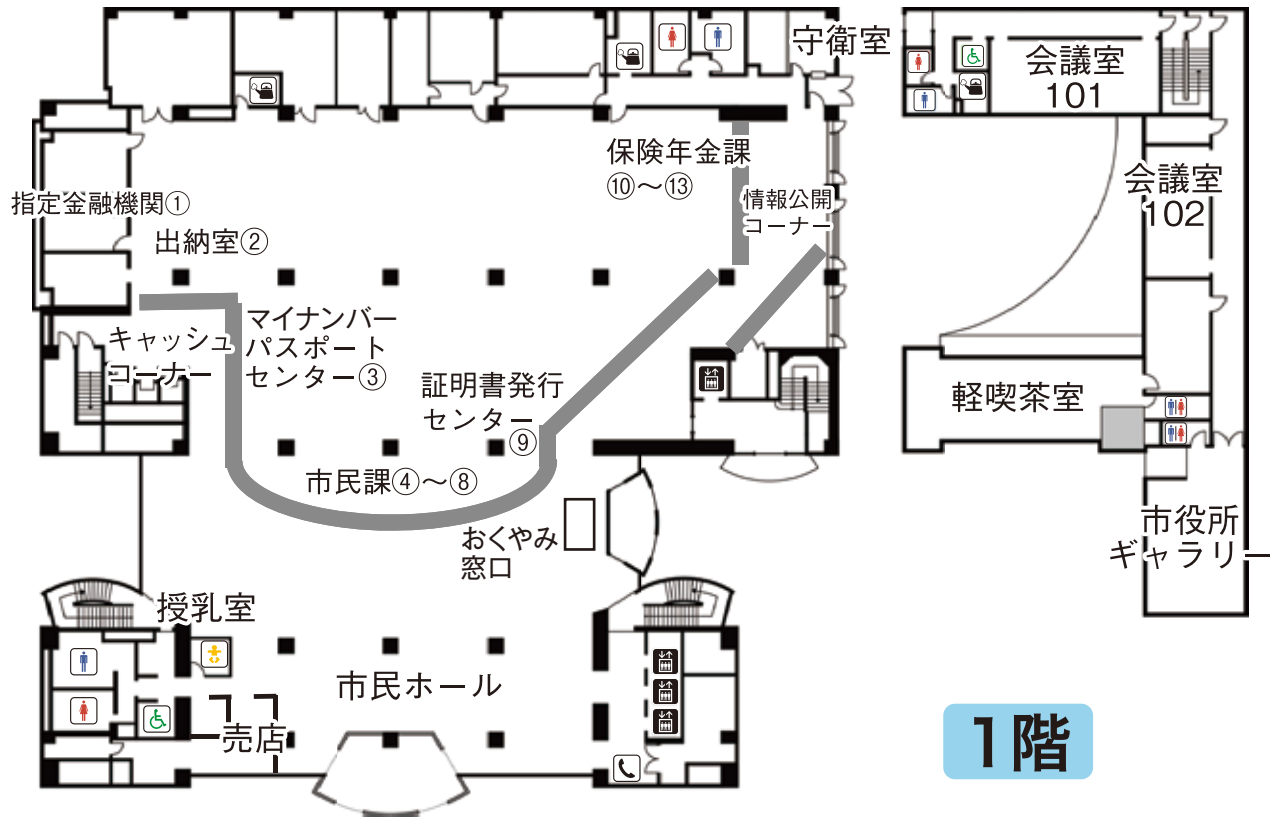 守衛室
会議室
101
保険年金課
⑩～⑬
会議室
102
指定金融機関①
情報公開
コーナー
出納室②
マイナンバー
パスポート
センター③
キャッシュ
コーナー
証明書発行
センター
⑨
軽喫茶室
市民課④～⑧
おくやみ
窓口
市役所
ギャラリー
授乳室
市民ホール
売店
1階